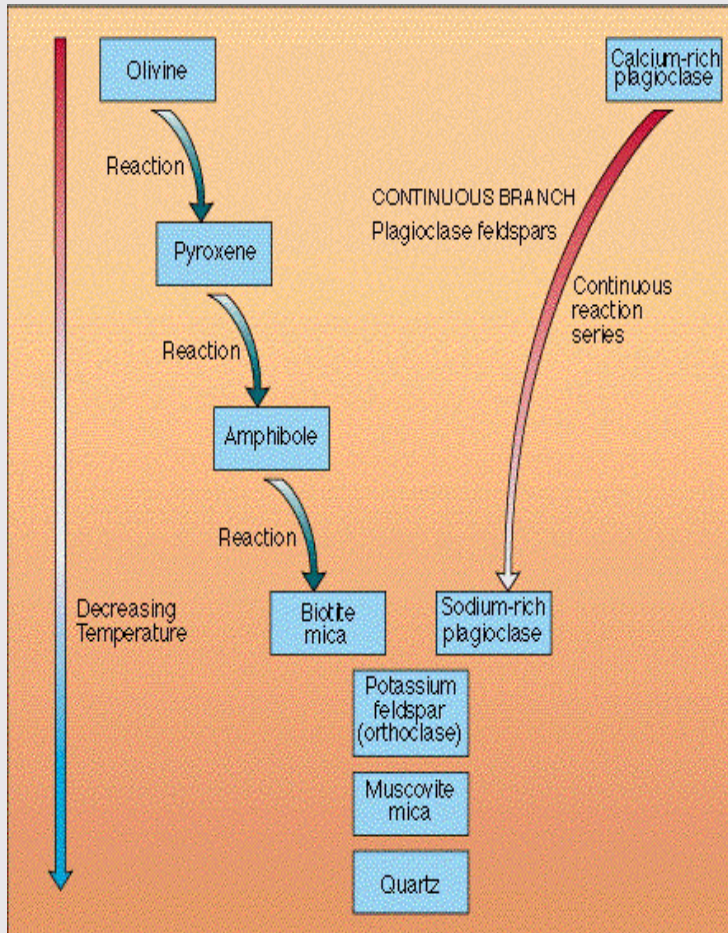 Olivine
Calcium-rich
plagioclase
Reaction
CONTINUOUS BRANCH
Plagioclase feldspars
Pyroxene
Continuous
reaction
series
Reaction
Amphibole
Reaction
Decreasing
Temperature
Biotite
mica
Sodium-rich
plagioclase
Potassium
feldspar
(orthoclase)
Muscovite
mica
Quartz